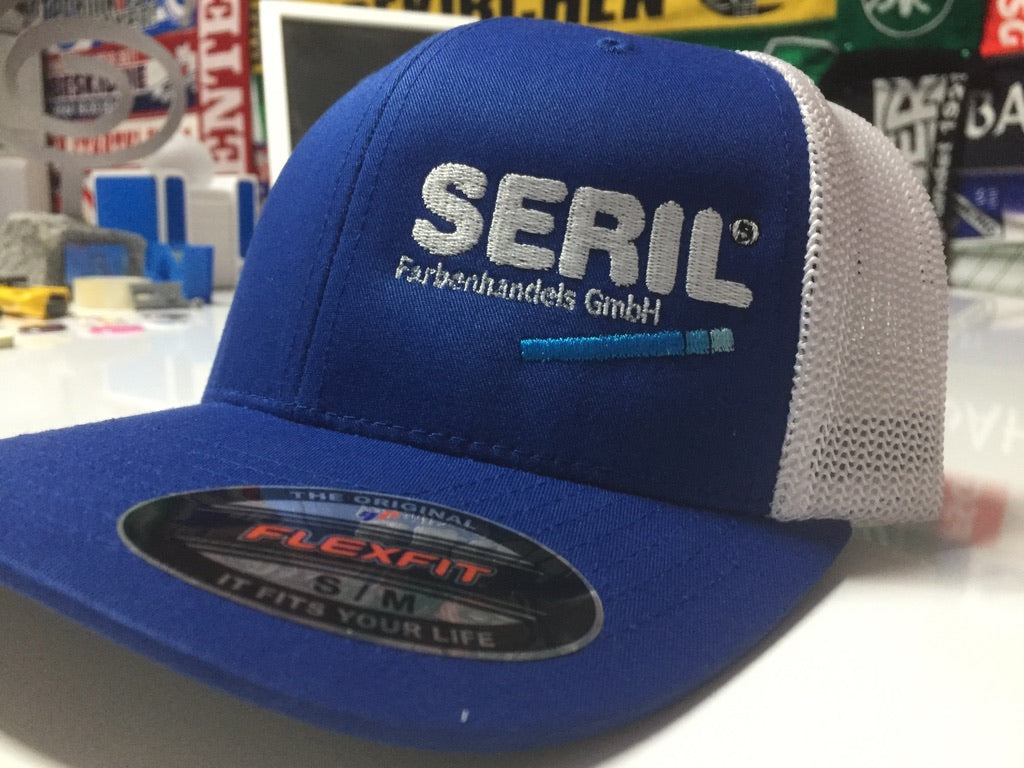 SERIL®
Farbenhandels GmbH
THE ORIGINAL
FLEXFIT
S / M
IT FITS YOUR LIFE